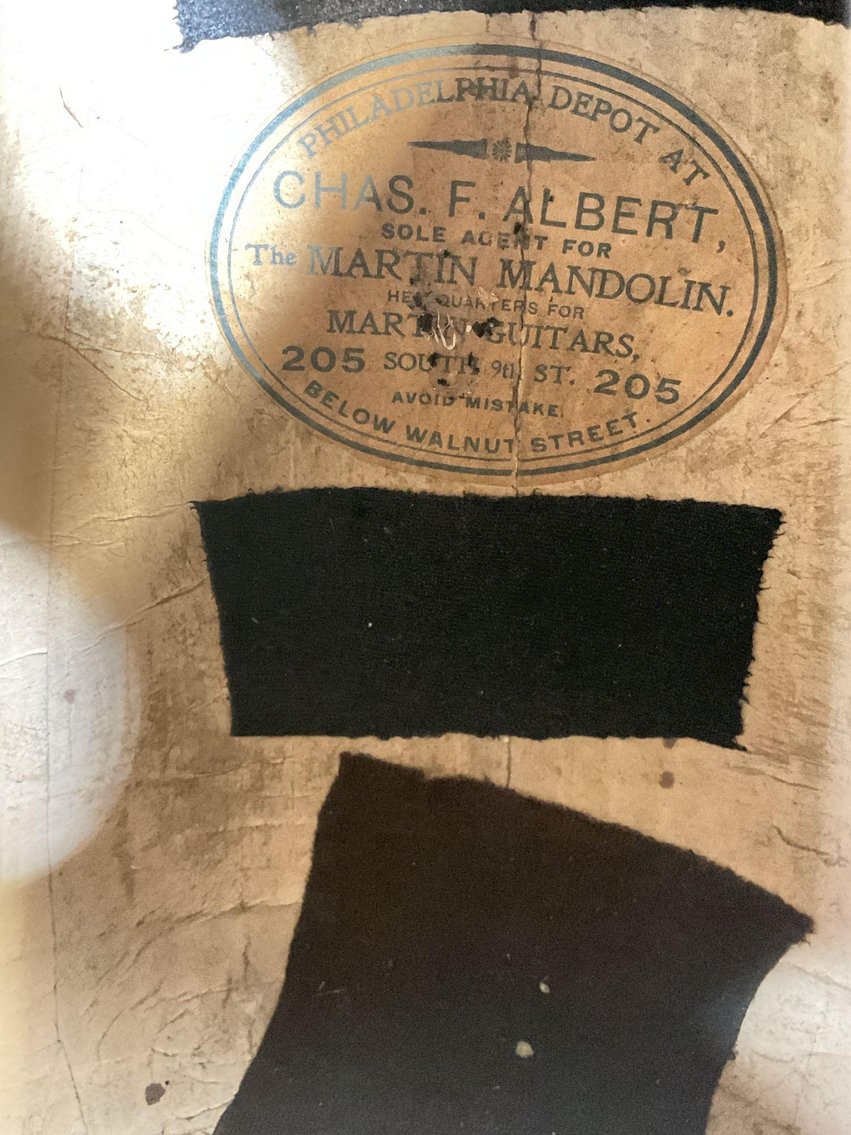 PHILADELPHIA DEPOT AT
CHAS. F. ALBERT,
SOLE AGENT FOR
The MARTIN MANDOLIN.
HEADQUARTERS FOR
MARTIN GUITARS,
205 SOUTH 9th ST. 205
AVOID MISTAKE.
BELOW WALNUT STREET.